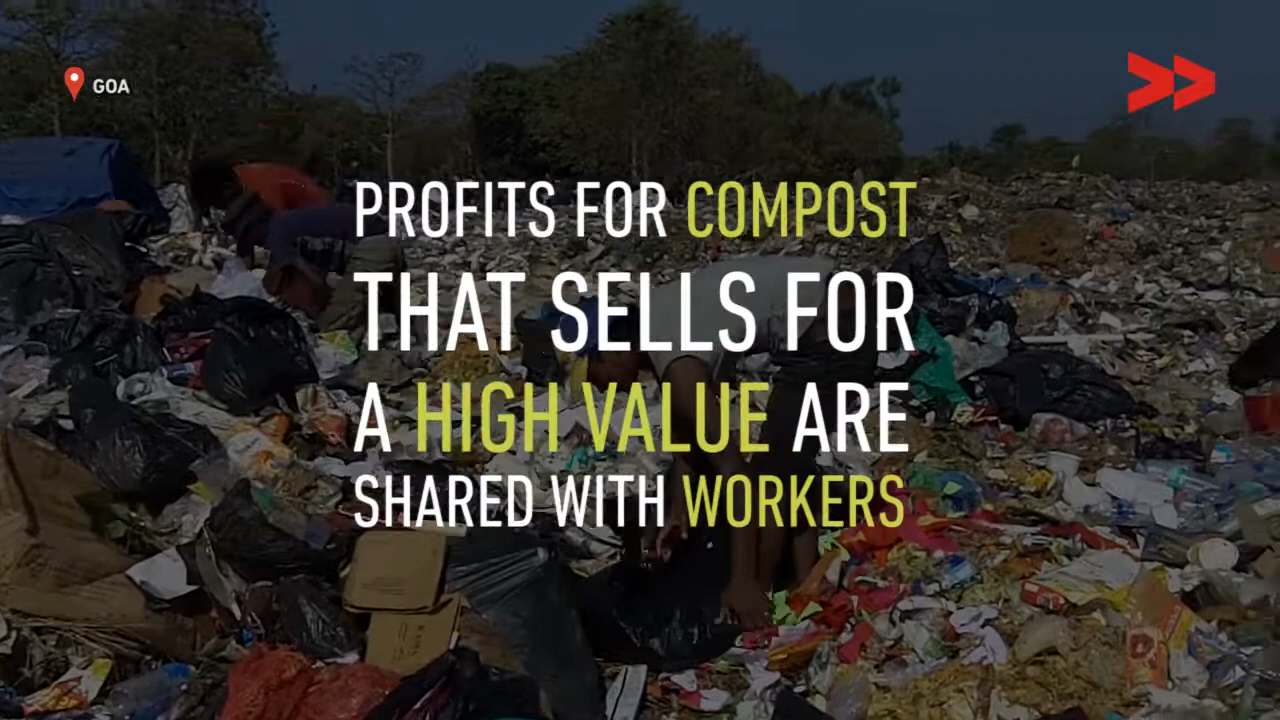 GOA
PROFITS FOR COMPOST
THAT SELLS FOR
A HIGH VALUE ARE
SHARED WITH WORKERS